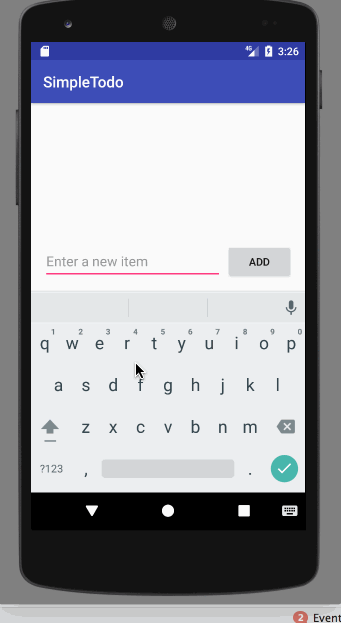 4G 3:26
SimpleTodo
Enter a new item
ADD
1 2 3 4 5 6 7 8 9 0
q w e r t y u i o p
a s d f g h j k l
z x c v b n m
?123 , .
2 Event